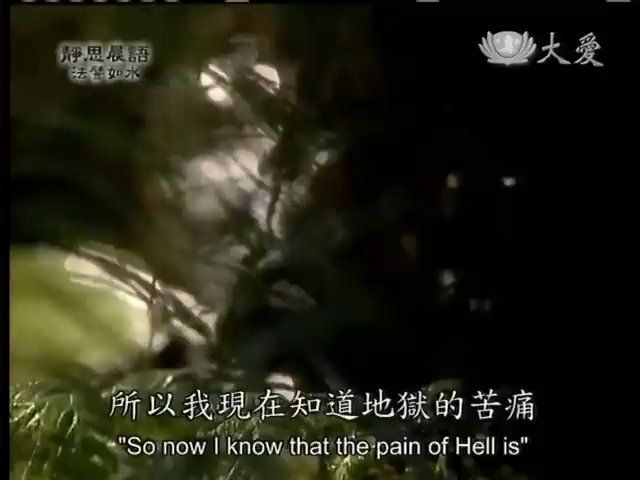 靜思晨語
法髓如水
大愛
所以我現在知道地獄的苦痛
"So now I know that the pain of Hell is"